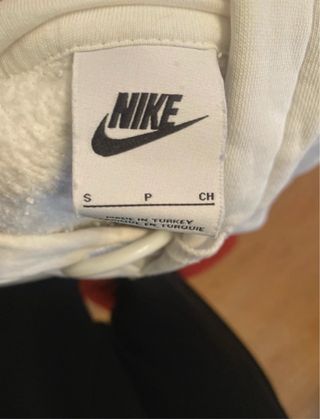 NIKE
S P CH
MADE IN TURKEY
FABRIQUÉ EN TURQUIE